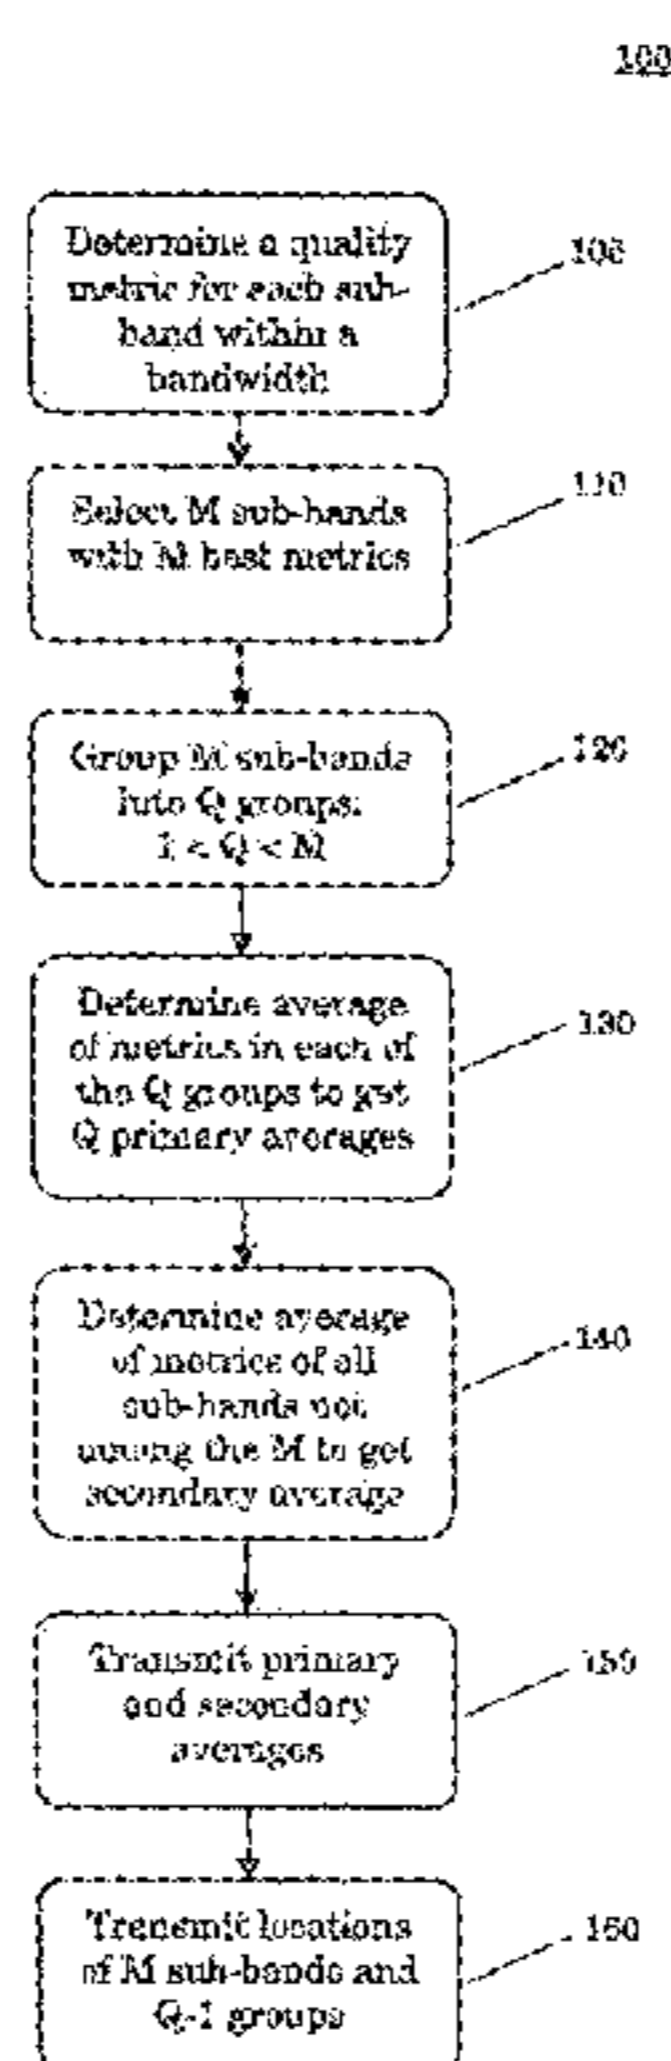 100
Determine a quality
metric for each sub-
band within a
bandwidth
106
Select M sub-bands
with M best metrics
110
Group M sub-bands
into Q groups:
1 < Q < M
120
Determine average
of metrics in each of
the Q groups to get
Q primary averages
130
Determine average
of metrics of all
sub-bands not
among the M to get
secondary average
140
Transmit primary
and secondary
averages
150
Transmit locations
of M sub-bands and
Q-1 groups
160